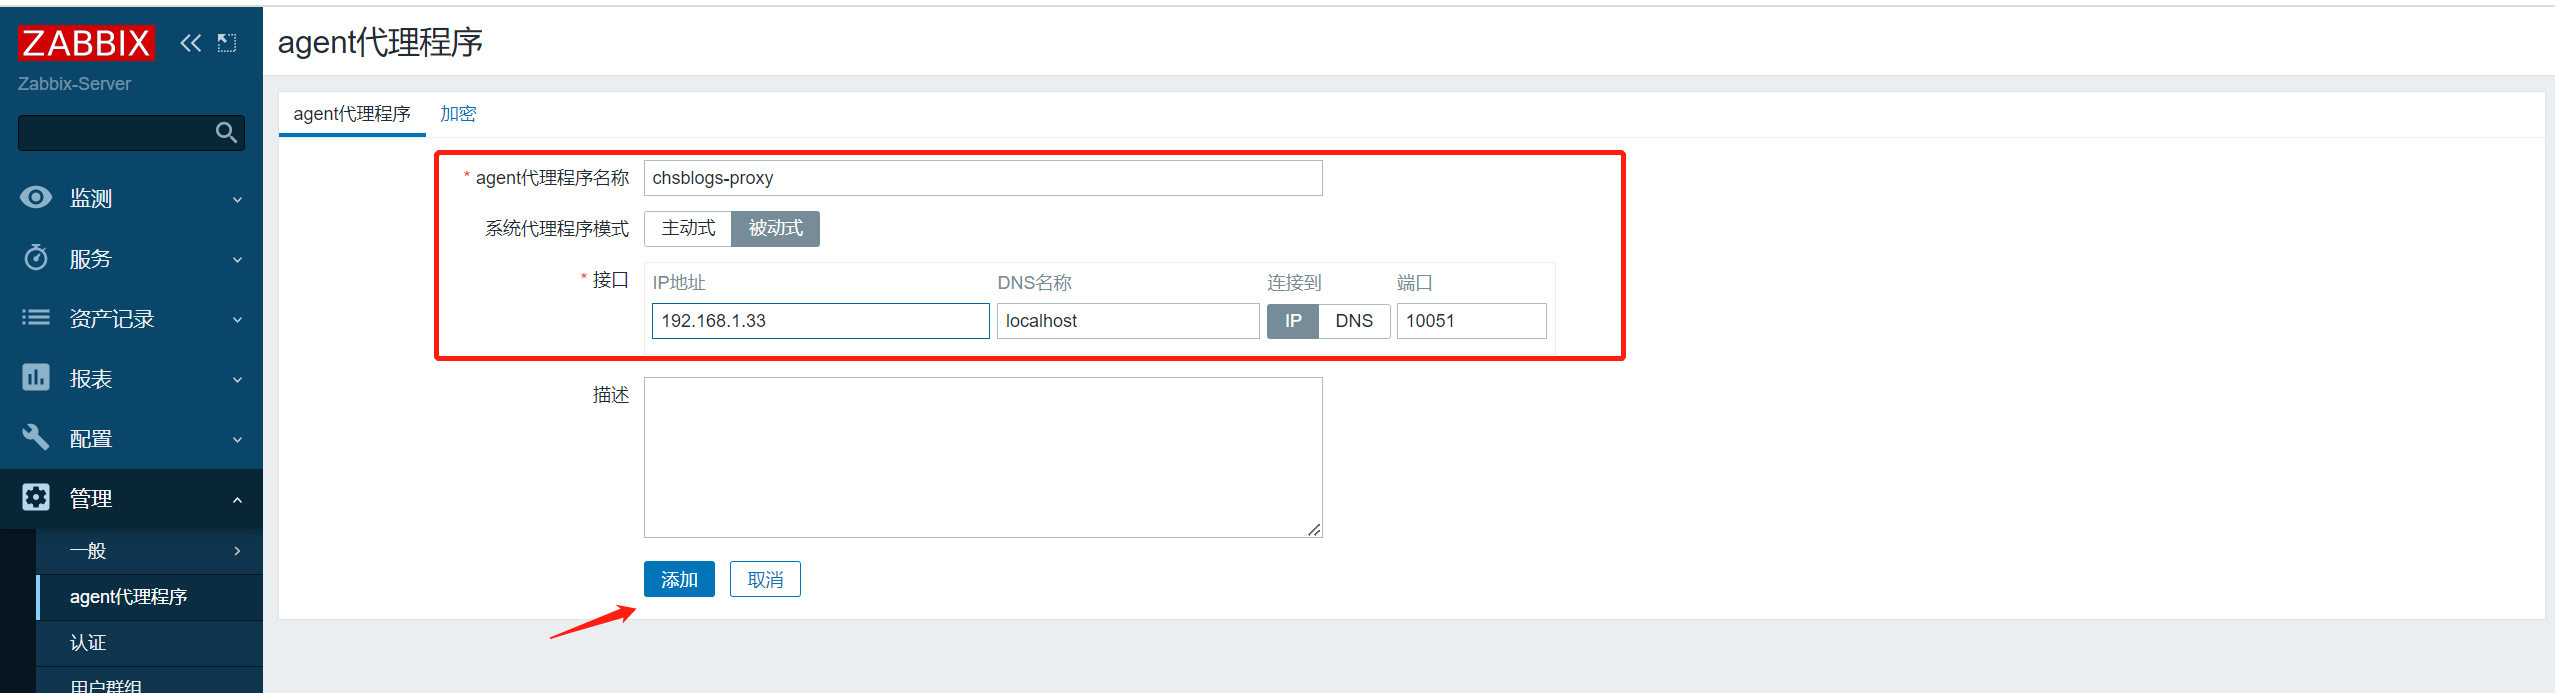 ZABBIX
Zabbix-Server
监测
服务
资产记录
报表
配置
管理
一般
agent代理程序
认证
用户群组
agent代理程序
agent代理程序 加密
* agent代理程序名称 chsblogs-proxy
系统代理程序模式 主动式 被动式
* 接口 IP地址 DNS名称 连接到 端口
192.168.1.33 localhost IP DNS 10051
描述
添加 取消